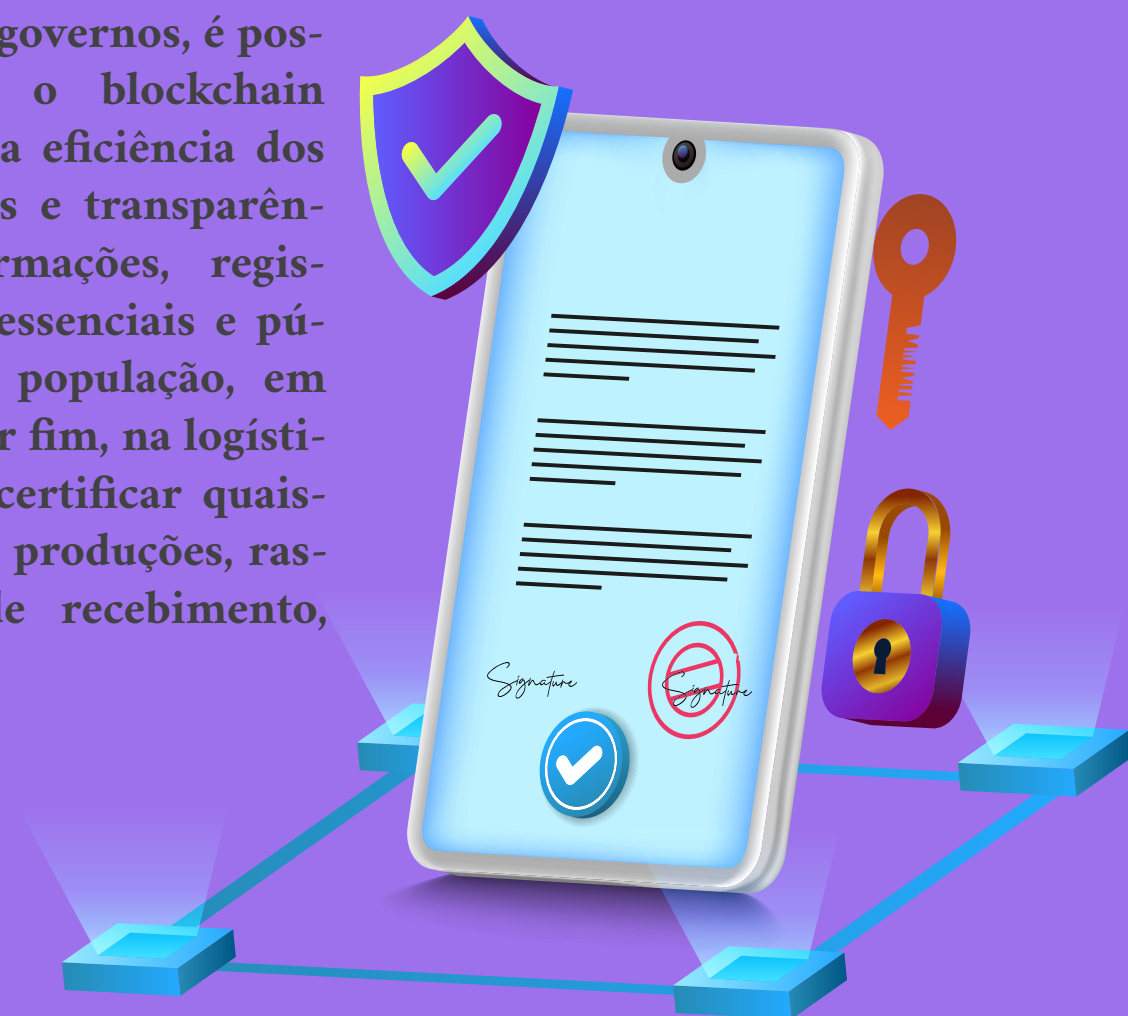 governos, é pos-
o blockchain
a eficiência dos
s e transparên-
rmações, regis-
essenciais e pú-
população, em
r fim, na logísti-
certificar quais-
produções, ras-
le recebimento,
Signature
Signature